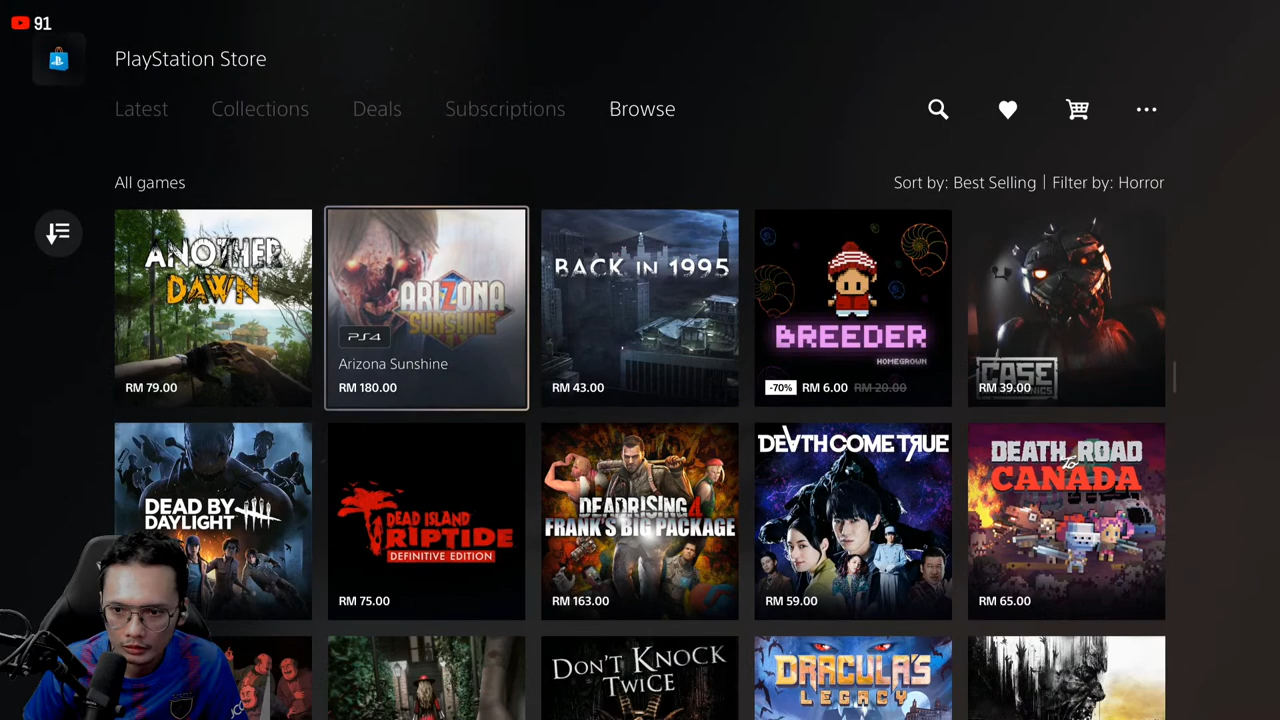 91
PlayStation Store
Latest Collections Deals Subscriptions Browse
All games
Sort by: Best Selling | Filter by: Horror
ANOTHER
DAWN
RM 79.00
ARIZONA
SUNSHINE
PS4
Arizona Sunshine
RM 180.00
BACK IN 1995
RM 43.00
BREEDER
HOMEGROWN
-70% RM 6.00 RM 20.00
CASE
RM 39.00
DEAD BY
DAYLIGHT
DEAD ISLAND
RIPTIDE
DEFINITIVE EDITION
RM 75.00
DEADRISING 4
FRANK'S BIG PACKAGE
RM 163.00
DEATH COME TRUE
RM 59.00
DEATH ROAD
to
CANADA
RM 65.00
DON'T KNOCK
TWICE
DRACULA'S
LEGACY